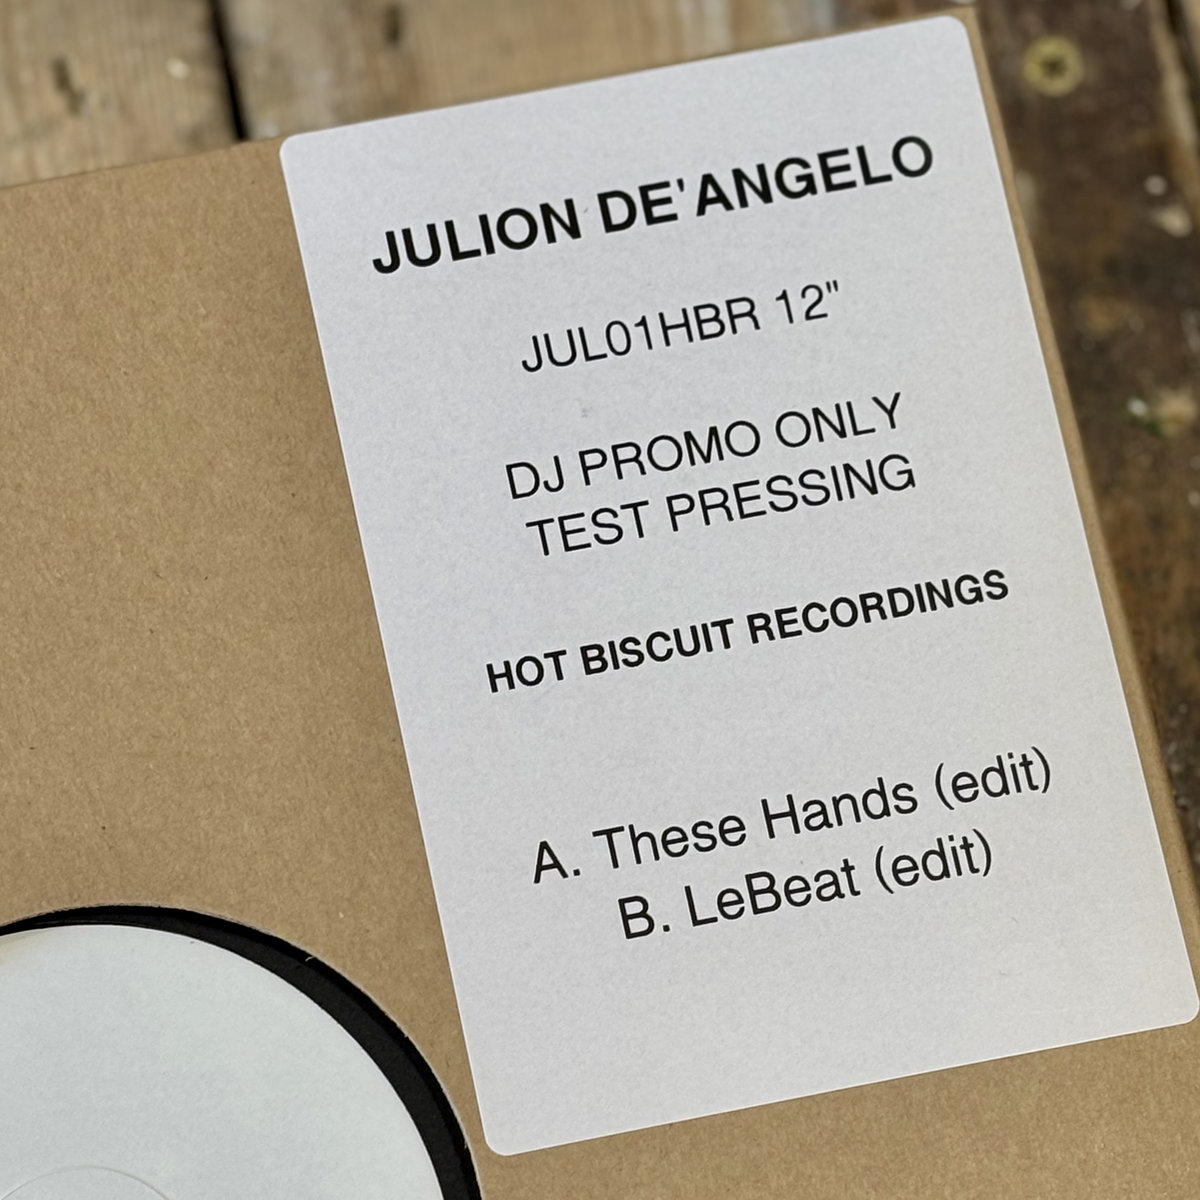 JULION DE'ANGELO
JUL01HBR 12"
DJ PROMO ONLY
TEST PRESSING
HOT BISCUIT RECORDINGS
A. These Hands (edit)
B. LeBeat (edit)